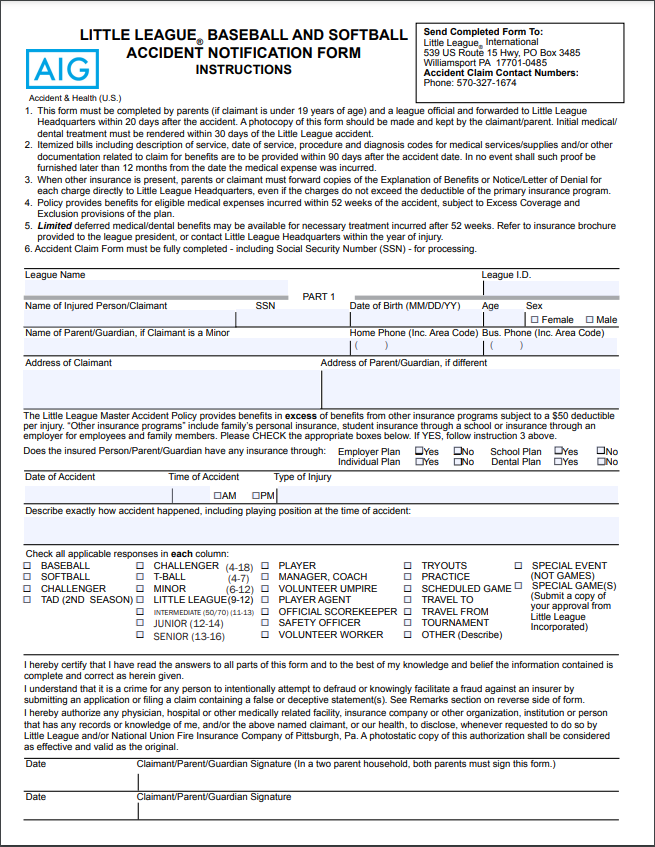 LITTLE LEAGUE® BASEBALL AND SOFTBALL
ACCIDENT NOTIFICATION FORM
INSTRUCTIONS
AIG
Accident & Health (U.S.)
Send Completed Form To:
Little League® International
539 US Route 15 Hwy, PO Box 3485
Williamsport PA 17701-0485
Accident Claim Contact Numbers:
Phone: 570-327-1674
1. This form must be completed by parents (if claimant is under 19 years of age) and a league official and forwarded to Little League
Headquarters within 20 days after the accident. A photocopy of this form should be made and kept by the claimant/parent. Initial medical/
dental treatment must be rendered within 30 days of the Little League accident.
2. Itemized bills including description of service, date of service, procedure and diagnosis codes for medical services/supplies and/or other
documentation related to claim for benefits are to be provided within 90 days after the accident date. In no event shall such proof be
furnished later than 12 months from the date the medical expense was incurred.
3. When other insurance is present, parents or claimant must forward copies of the Explanation of Benefits or Notice/Letter of Denial for
each charge directly to Little League Headquarters, even if the charges do not exceed the deductible of the primary insurance program.
4. Policy provides benefits for eligible medical expenses incurred within 52 weeks of the accident, subject to Excess Coverage and
Exclusion provisions of the plan.
5. Limited deferred medical/dental benefits may be available for necessary treatment incurred after 52 weeks. Refer to insurance brochure
provided to the league president, or contact Little League Headquarters within the year of injury.
6. Accident Claim Form must be fully completed - including Social Security Number (SSN) - for processing.
League Name League I.D.
PART 1
Name of Injured Person/Claimant SSN Date of Birth (MM/DD/YY) Age Sex
☐ Female ☐ Male
Name of Parent/Guardian, if Claimant is a Minor Home Phone (Inc. Area Code) Bus. Phone (Inc. Area Code)
( ) ( )
Address of Claimant Address of Parent/Guardian, if different
The Little League Master Accident Policy provides benefits in excess of benefits from other insurance programs subject to a $50 deductible
per injury. “Other insurance programs” include family’s personal insurance, student insurance through a school or insurance through an
employer for employees and family members. Please CHECK the appropriate boxes below. If YES, follow instruction 3 above.
Does the insured Person/Parent/Guardian have any insurance through: Employer Plan ☐Yes ☐No School Plan ☐Yes ☐No
Individual Plan ☐Yes ☐No Dental Plan ☐Yes ☐No
Date of Accident Time of Accident Type of Injury
☐AM ☐PM
Describe exactly how accident happened, including playing position at the time of accident:
Check all applicable responses in each column:
☐ BASEBALL ☐ CHALLENGER (4-18) ☐ PLAYER ☐ TRYOUTS ☐ SPECIAL EVENT
☐ SOFTBALL ☐ T-BALL (4-7) ☐ MANAGER, COACH ☐ PRACTICE (NOT GAMES)
☐ CHALLENGER ☐ MINOR (6-12) ☐ VOLUNTEER UMPIRE ☐ SCHEDULED GAME ☐ SPECIAL GAME(S)
☐ TAD (2ND SEASON) ☐ LITTLE LEAGUE(9-12) ☐ PLAYER AGENT ☐ TRAVEL TO (Submit a copy of
☐ INTERMEDIATE (50/70) (11-13) ☐ OFFICIAL SCOREKEEPER ☐ TRAVEL FROM your approval from
☐ JUNIOR (12-14) ☐ SAFETY OFFICER ☐ TOURNAMENT Little League
☐ SENIOR (13-16) ☐ VOLUNTEER WORKER ☐ OTHER (Describe) Incorporated)
I hereby certify that I have read the answers to all parts of this form and to the best of my knowledge and belief the information contained is
complete and correct as herein given.
I understand that it is a crime for any person to intentionally attempt to defraud or knowingly facilitate a fraud against an insurer by
submitting an application or filing a claim containing a false or deceptive statement(s). See Remarks section on reverse side of form.
I hereby authorize any physician, hospital or other medically related facility, insurance company or other organization, institution or person
that has any records or knowledge of me, and/or the above named claimant, or our health, to disclose, whenever requested to do so by
Little League and/or National Union Fire Insurance Company of Pittsburgh, Pa. A photostatic copy of this authorization shall be considered
as effective and valid as the original.
Date Claimant/Parent/Guardian Signature (In a two parent household, both parents must sign this form.)
Date Claimant/Parent/Guardian Signature